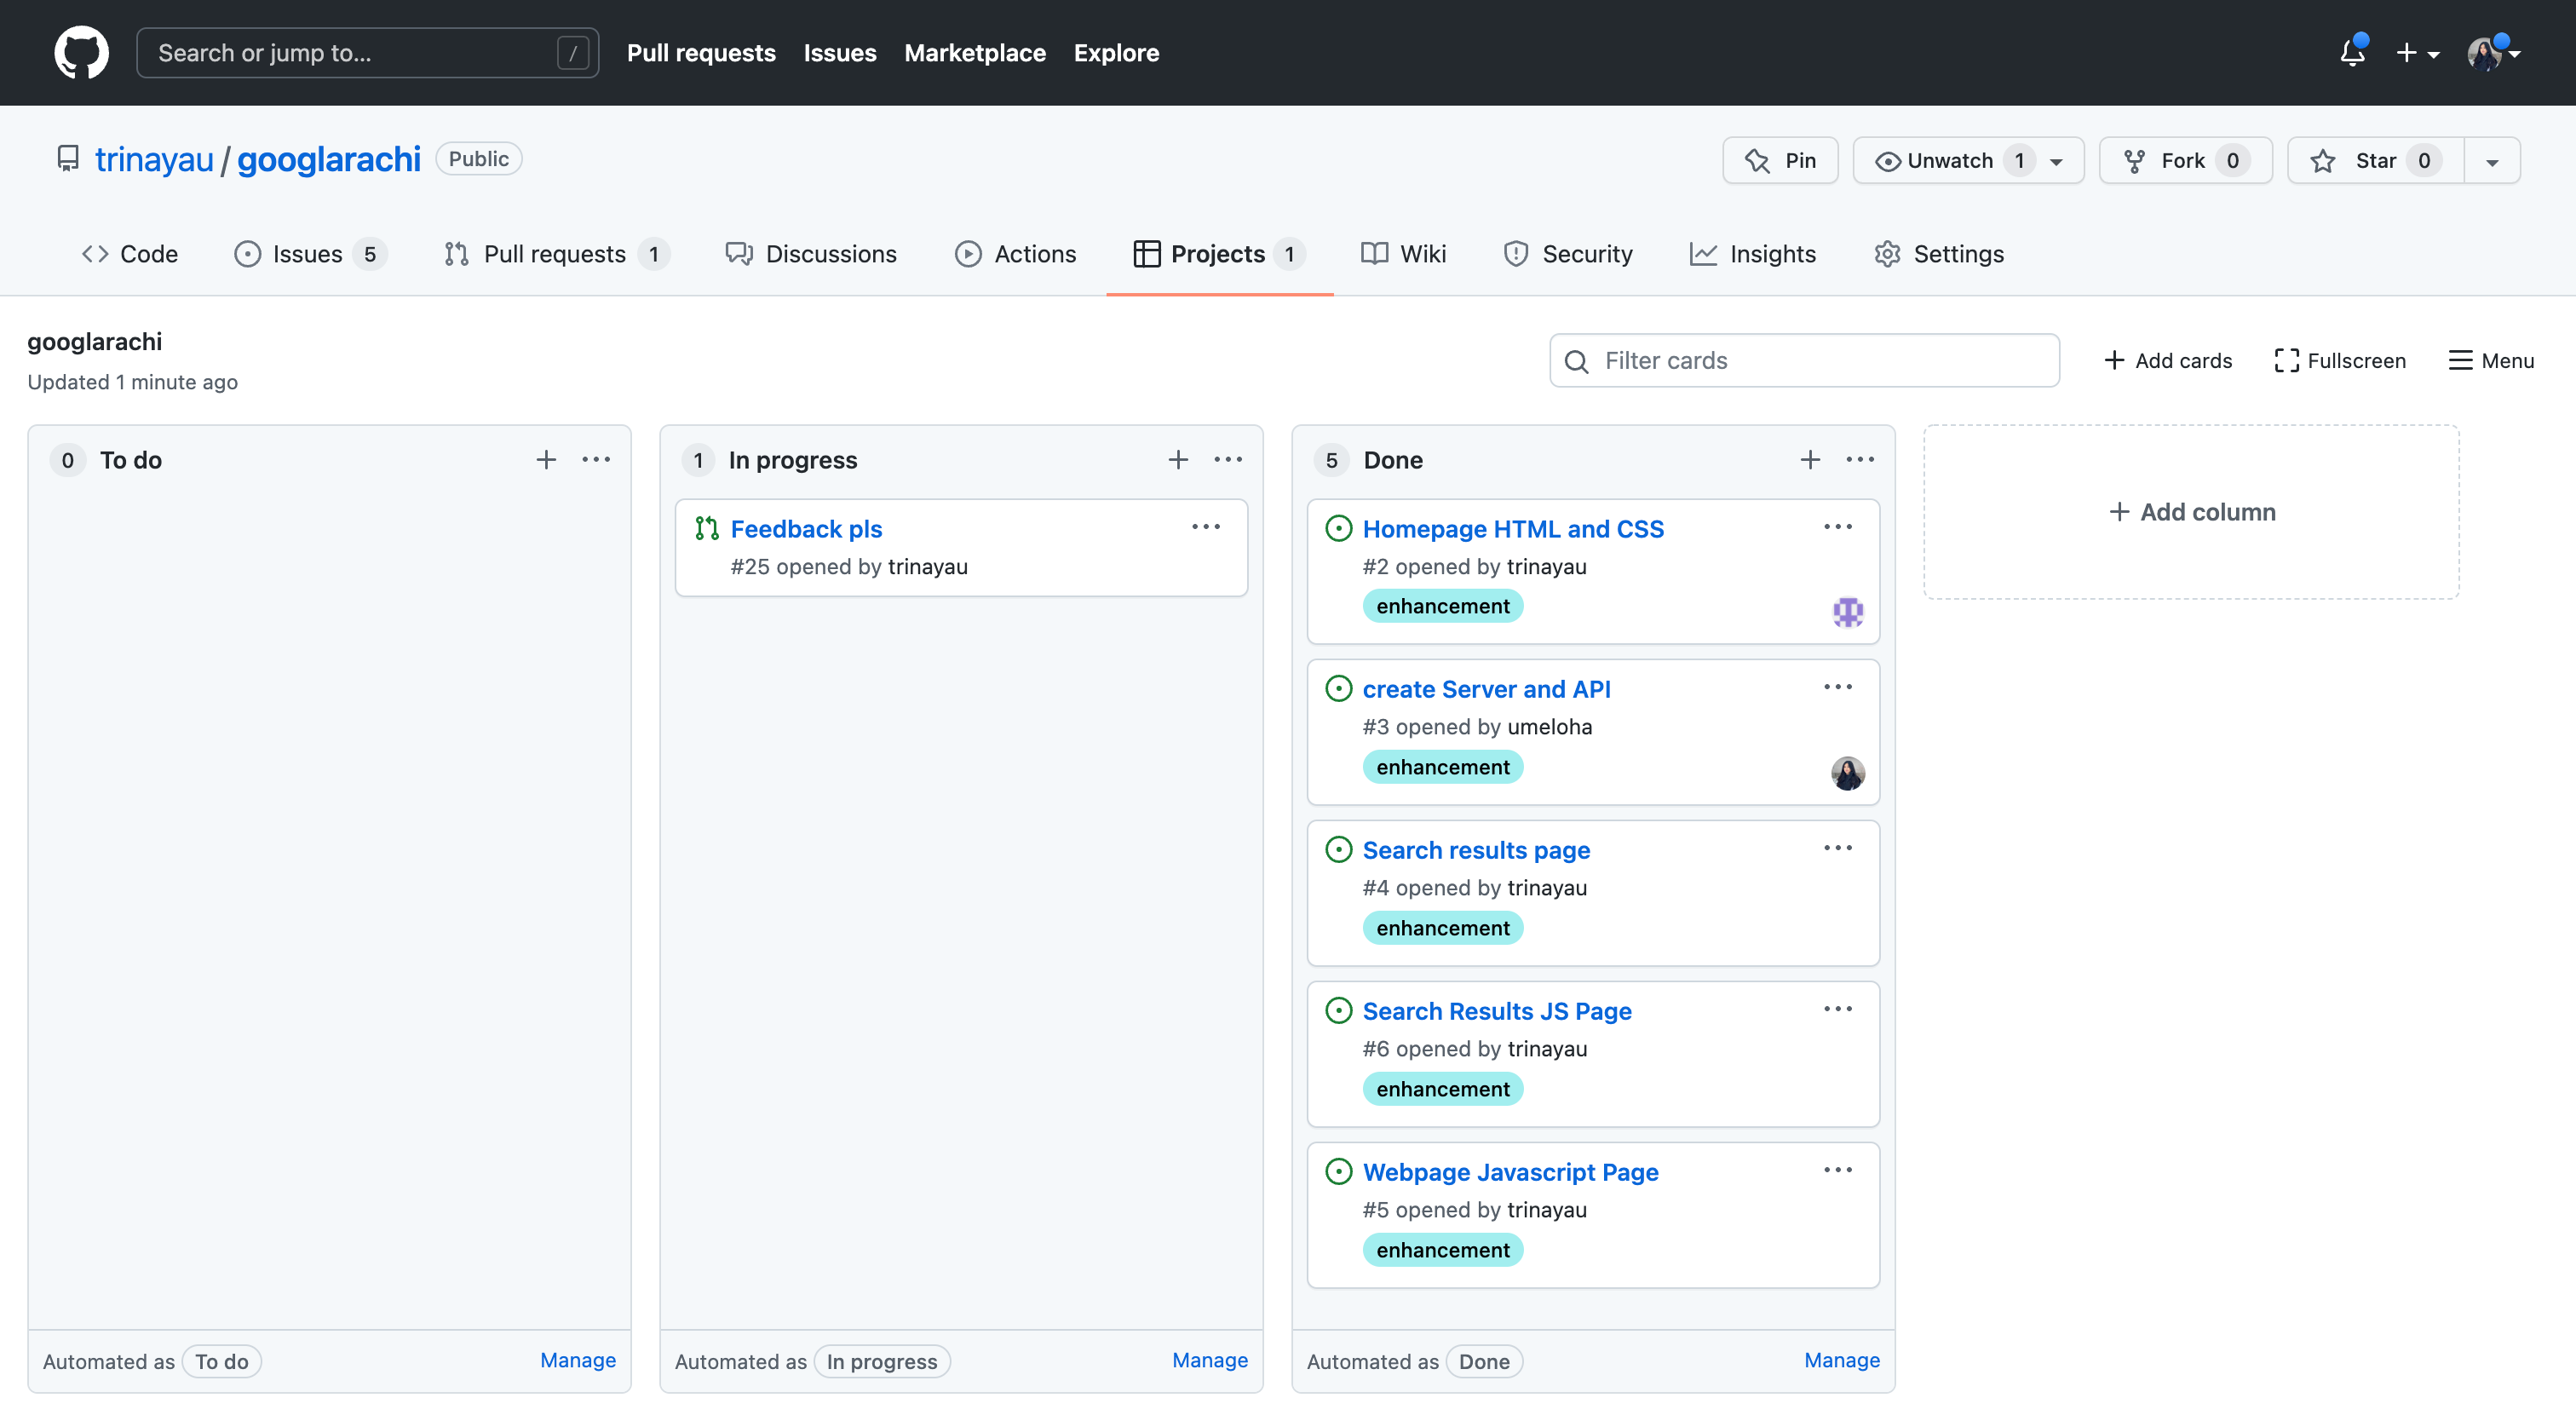 Search or jump to... /
Pull requests Issues Marketplace Explore
trinayau / googlarachi Public
Pin Unwatch 1 Fork 0 Star 0
Code Issues 5 Pull requests 1 Discussions Actions Projects 1 Wiki Security Insights Settings
googlarachi
Updated 1 minute ago
Filter cards
Add cards Fullscreen Menu
0 To do
Automated as To do Manage
1 In progress
Feedback pls
#25 opened by trinayau
Automated as In progress Manage
5 Done
Homepage HTML and CSS
#2 opened by trinayau
enhancement
create Server and API
#3 opened by umeloha
enhancement
Search results page
#4 opened by trinayau
enhancement
Search Results JS Page
#6 opened by trinayau
enhancement
Webpage Javascript Page
#5 opened by trinayau
enhancement
Automated as Done Manage
Add column